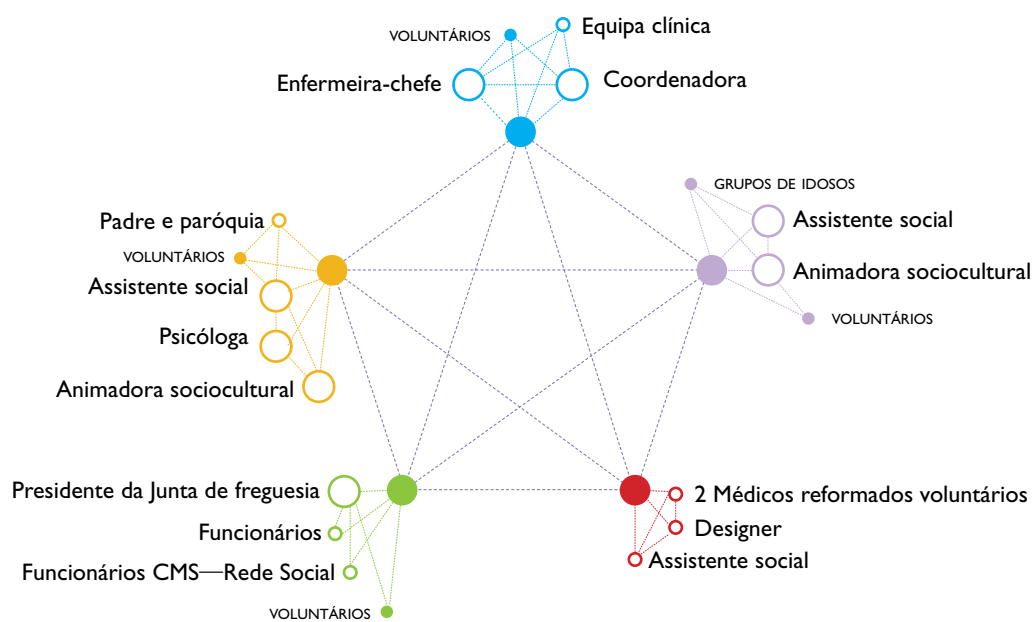 Equipa clínica
VOLUNTÁRIOS
Enfermeira-chefe
Coordenadora
GRUPOS DE IDOSOS
Assistente social
Animadora sociocultural
VOLUNTÁRIOS
Padre e paróquia
VOLUNTÁRIOS
Assistente social
Psicóloga
Animadora sociocultural
Presidente da Junta de freguesia
Funcionários
Funcionários CMS—Rede Social
VOLUNTÁRIOS
2 Médicos reformados voluntários
Designer
Assistente social